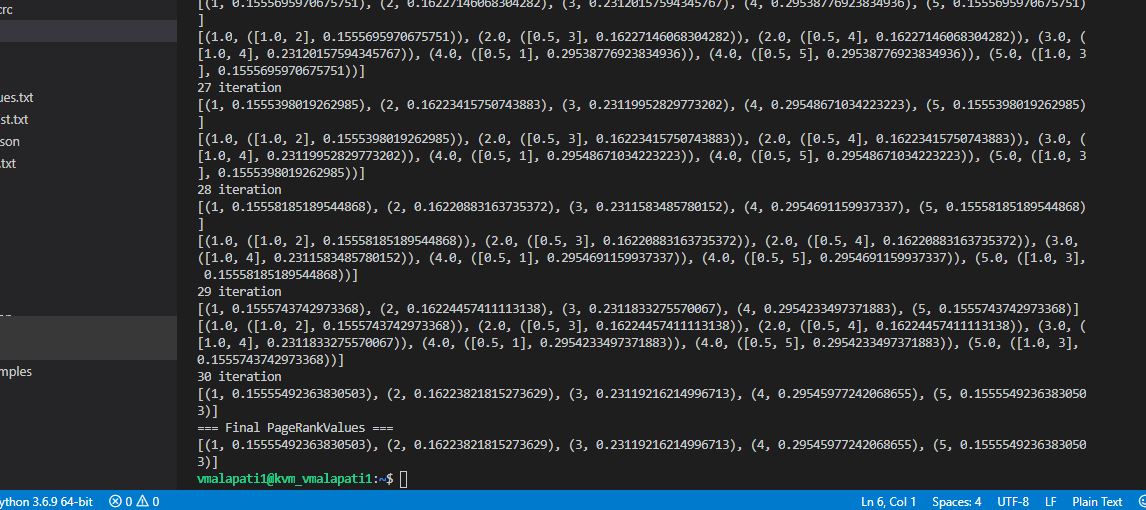 rc
ues.txt
st.txt
son
.txt
mples
[(1, 0.1555695970675751), (2, 0.16227146068304282), (3, 0.23120157594345767), (4, 0.29538776923834936), (5, 0.1555695970675751)
]
[(1.0, ([1.0, 2], 0.1555695970675751)), (2.0, ([0.5, 3], 0.16227146068304282)), (2.0, ([0.5, 4], 0.16227146068304282)), (3.0, (
[1.0, 4], 0.23120157594345767)), (4.0, ([0.5, 1], 0.29538776923834936)), (4.0, ([0.5, 5], 0.29538776923834936)), (5.0, ([1.0, 3
], 0.1555695970675751))]
27 iteration
[(1, 0.1555398019262985), (2, 0.16223415750743883), (3, 0.23119952829773202), (4, 0.29548671034223223), (5, 0.1555398019262985)
]
[(1.0, ([1.0, 2], 0.1555398019262985)), (2.0, ([0.5, 3], 0.16223415750743883)), (2.0, ([0.5, 4], 0.16223415750743883)), (3.0, (
[1.0, 4], 0.23119952829773202)), (4.0, ([0.5, 1], 0.29548671034223223)), (4.0, ([0.5, 5], 0.29548671034223223)), (5.0, ([1.0, 3
], 0.1555398019262985))]
28 iteration
[(1, 0.15558185189544868), (2, 0.16220883163735372), (3, 0.2311583485780152), (4, 0.2954691159937337), (5, 0.15558185189544868)
]
[(1.0, ([1.0, 2], 0.15558185189544868)), (2.0, ([0.5, 3], 0.16220883163735372)), (2.0, ([0.5, 4], 0.16220883163735372)), (3.0,
([1.0, 4], 0.2311583485780152)), (4.0, ([0.5, 1], 0.2954691159937337)), (4.0, ([0.5, 5], 0.2954691159937337)), (5.0, ([1.0, 3],
0.15558185189544868))]
29 iteration
[(1, 0.1555743742973368), (2, 0.16224457411113138), (3, 0.2311833275570067), (4, 0.2954233497371883), (5, 0.1555743742973368)]
[(1.0, ([1.0, 2], 0.1555743742973368)), (2.0, ([0.5, 3], 0.16224457411113138)), (2.0, ([0.5, 4], 0.16224457411113138)), (3.0, (
[1.0, 4], 0.2311833275570067)), (4.0, ([0.5, 1], 0.2954233497371883)), (4.0, ([0.5, 5], 0.2954233497371883)), (5.0, ([1.0, 3],
0.1555743742973368))]
30 iteration
[(1, 0.15555492363830503), (2, 0.16223821815273629), (3, 0.23119216214996713), (4, 0.29545977242068655), (5, 0.1555549236383050
3)]
=== Final PageRankValues ===
[(1, 0.15555492363830503), (2, 0.16223821815273629), (3, 0.23119216214996713), (4, 0.29545977242068655), (5, 0.1555549236383050
3)]
vmalapati1@kvm_vmalapati1:~$
ython 3.6.9 64-bit 0 0 Ln 6, Col 1 Spaces: 4 UTF-8 LF Plain Text